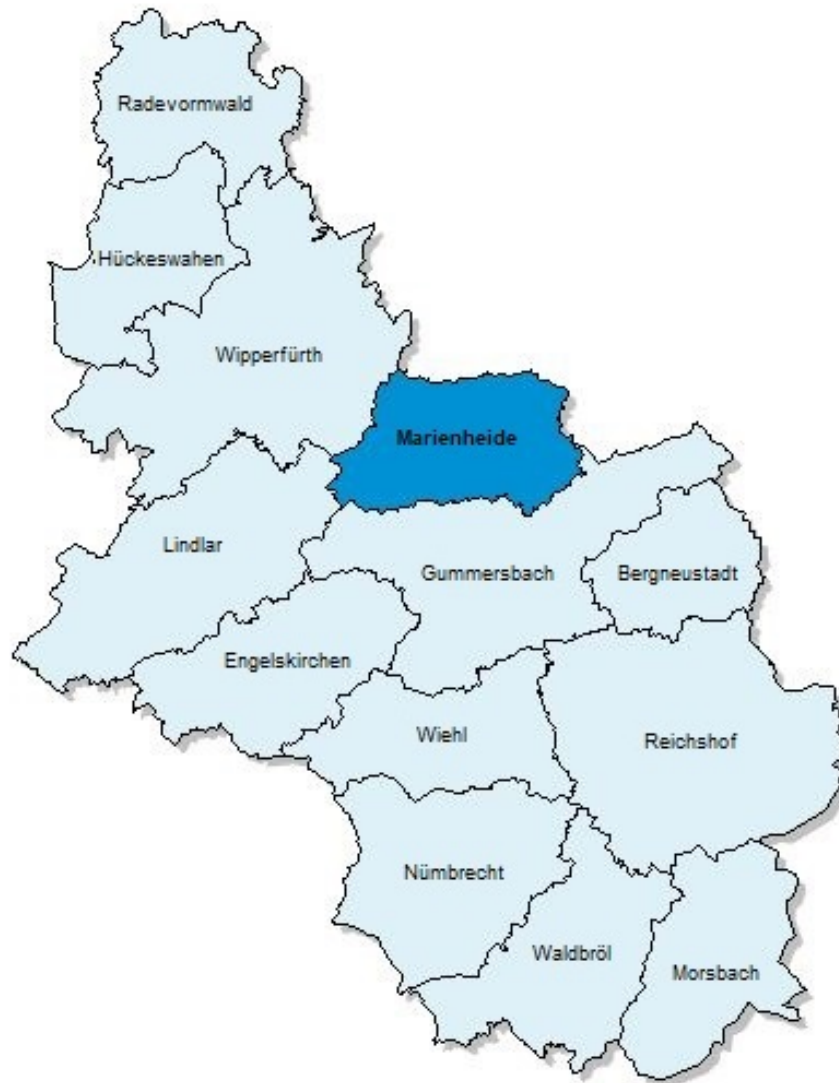 Radevormwald
Hückeswahen
Wipperfürth
Marienheide
Lindlar
Gummersbach
Bergneustadt
Engelskirchen
Wiehl
Reichshof
Nümbrecht
Waldbröl
Morsbach